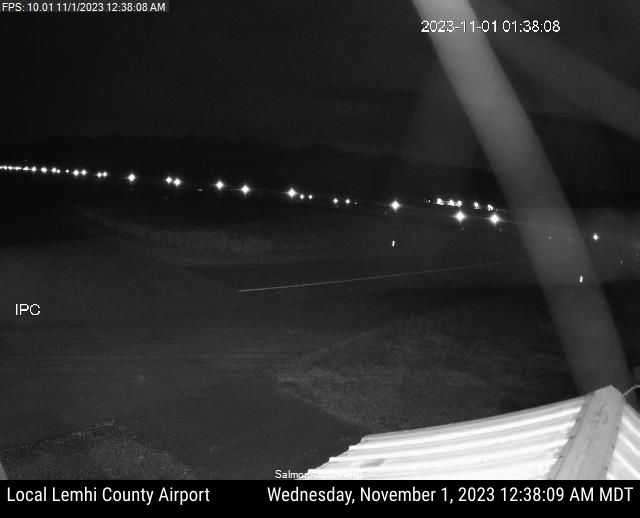 FPS: 10.01 11/1/2023 12:38:08 AM
2023-11-01 01:38:08
IPC
Local Lemhi County Airport
Wednesday, November 1, 2023 12:38:09 AM MDT